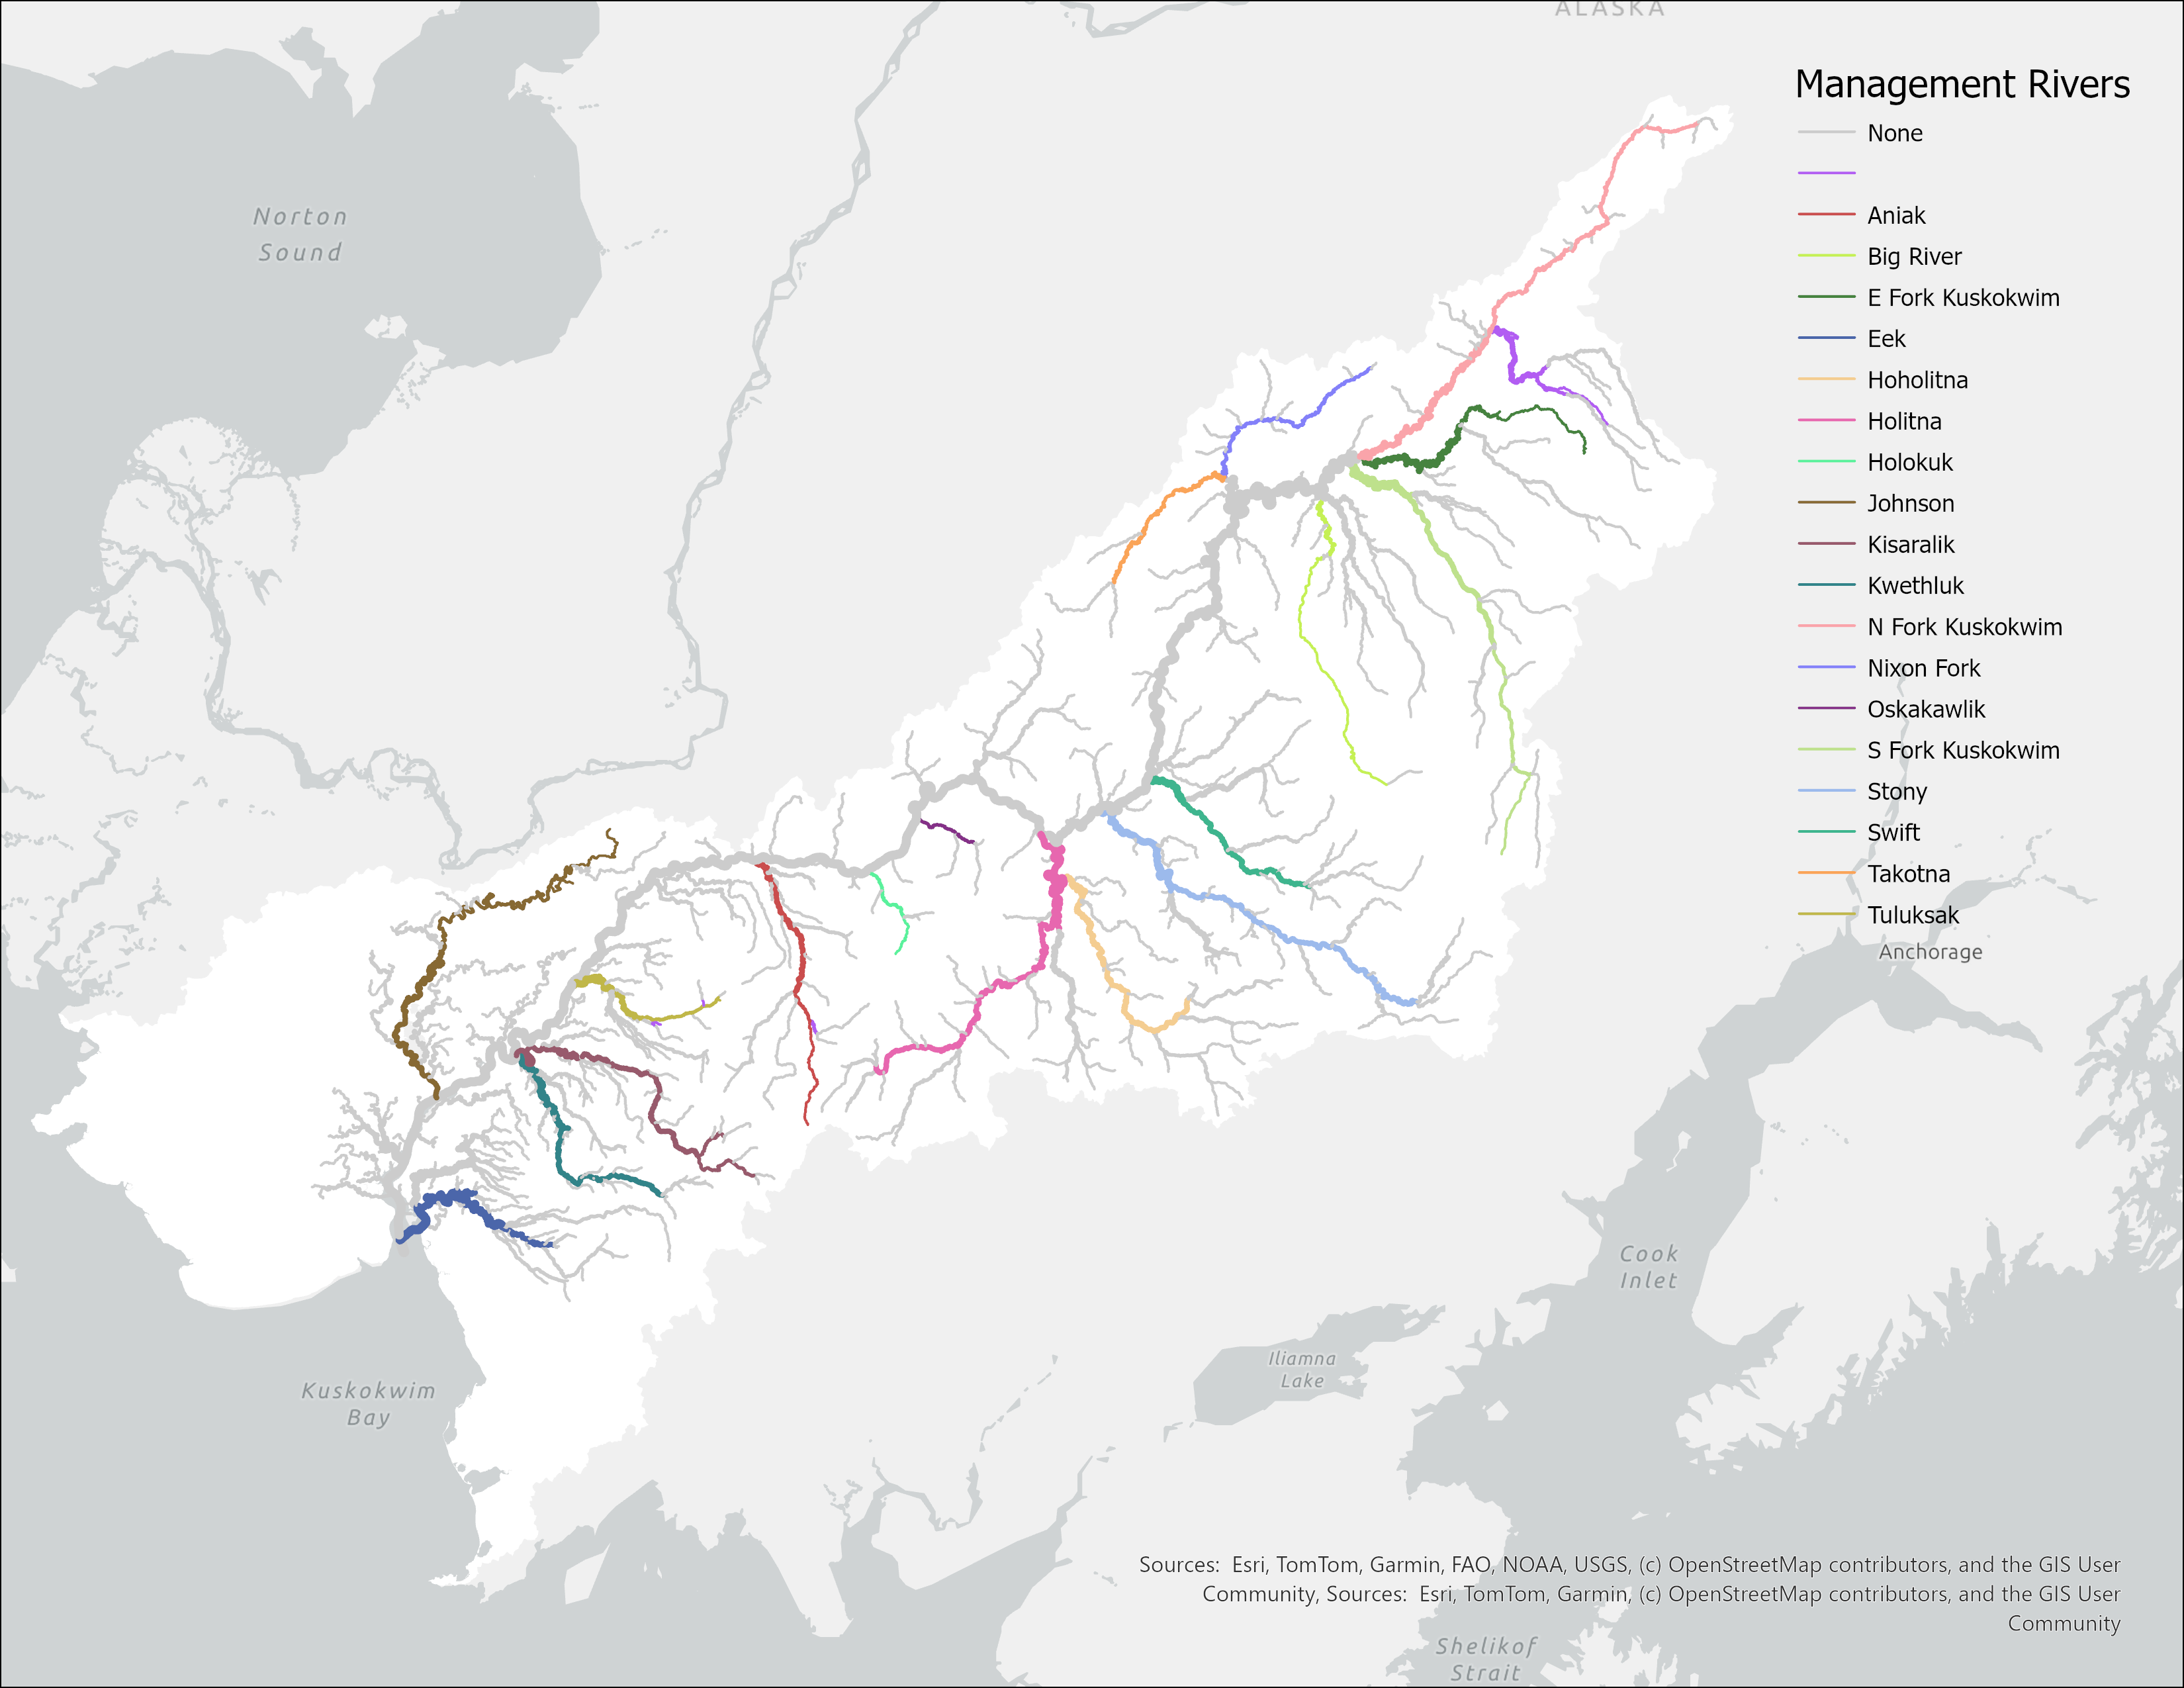 ALASKA
Management Rivers
None
Aniak
Big River
E Fork Kuskokwim
Eek
Hoholitna
Holitna
Holokuk
Johnson
Kisaralik
Kwethluk
N Fork Kuskokwim
Nixon Fork
Oskakawlik
S Fork Kuskokwim
Stony
Swift
Takotna
Tuluksak
Norton
Sound
Anchorage
Cook
Inlet
Iliamna
Lake
Kuskokwim
Bay
Sources: Esri, TomTom, Garmin, FAO, NOAA, USGS, (c) OpenStreetMap contributors, and the GIS User
Community, Sources: Esri, TomTom, Garmin, (c) OpenStreetMap contributors, and the GIS User
Community
Shelikof
Strait